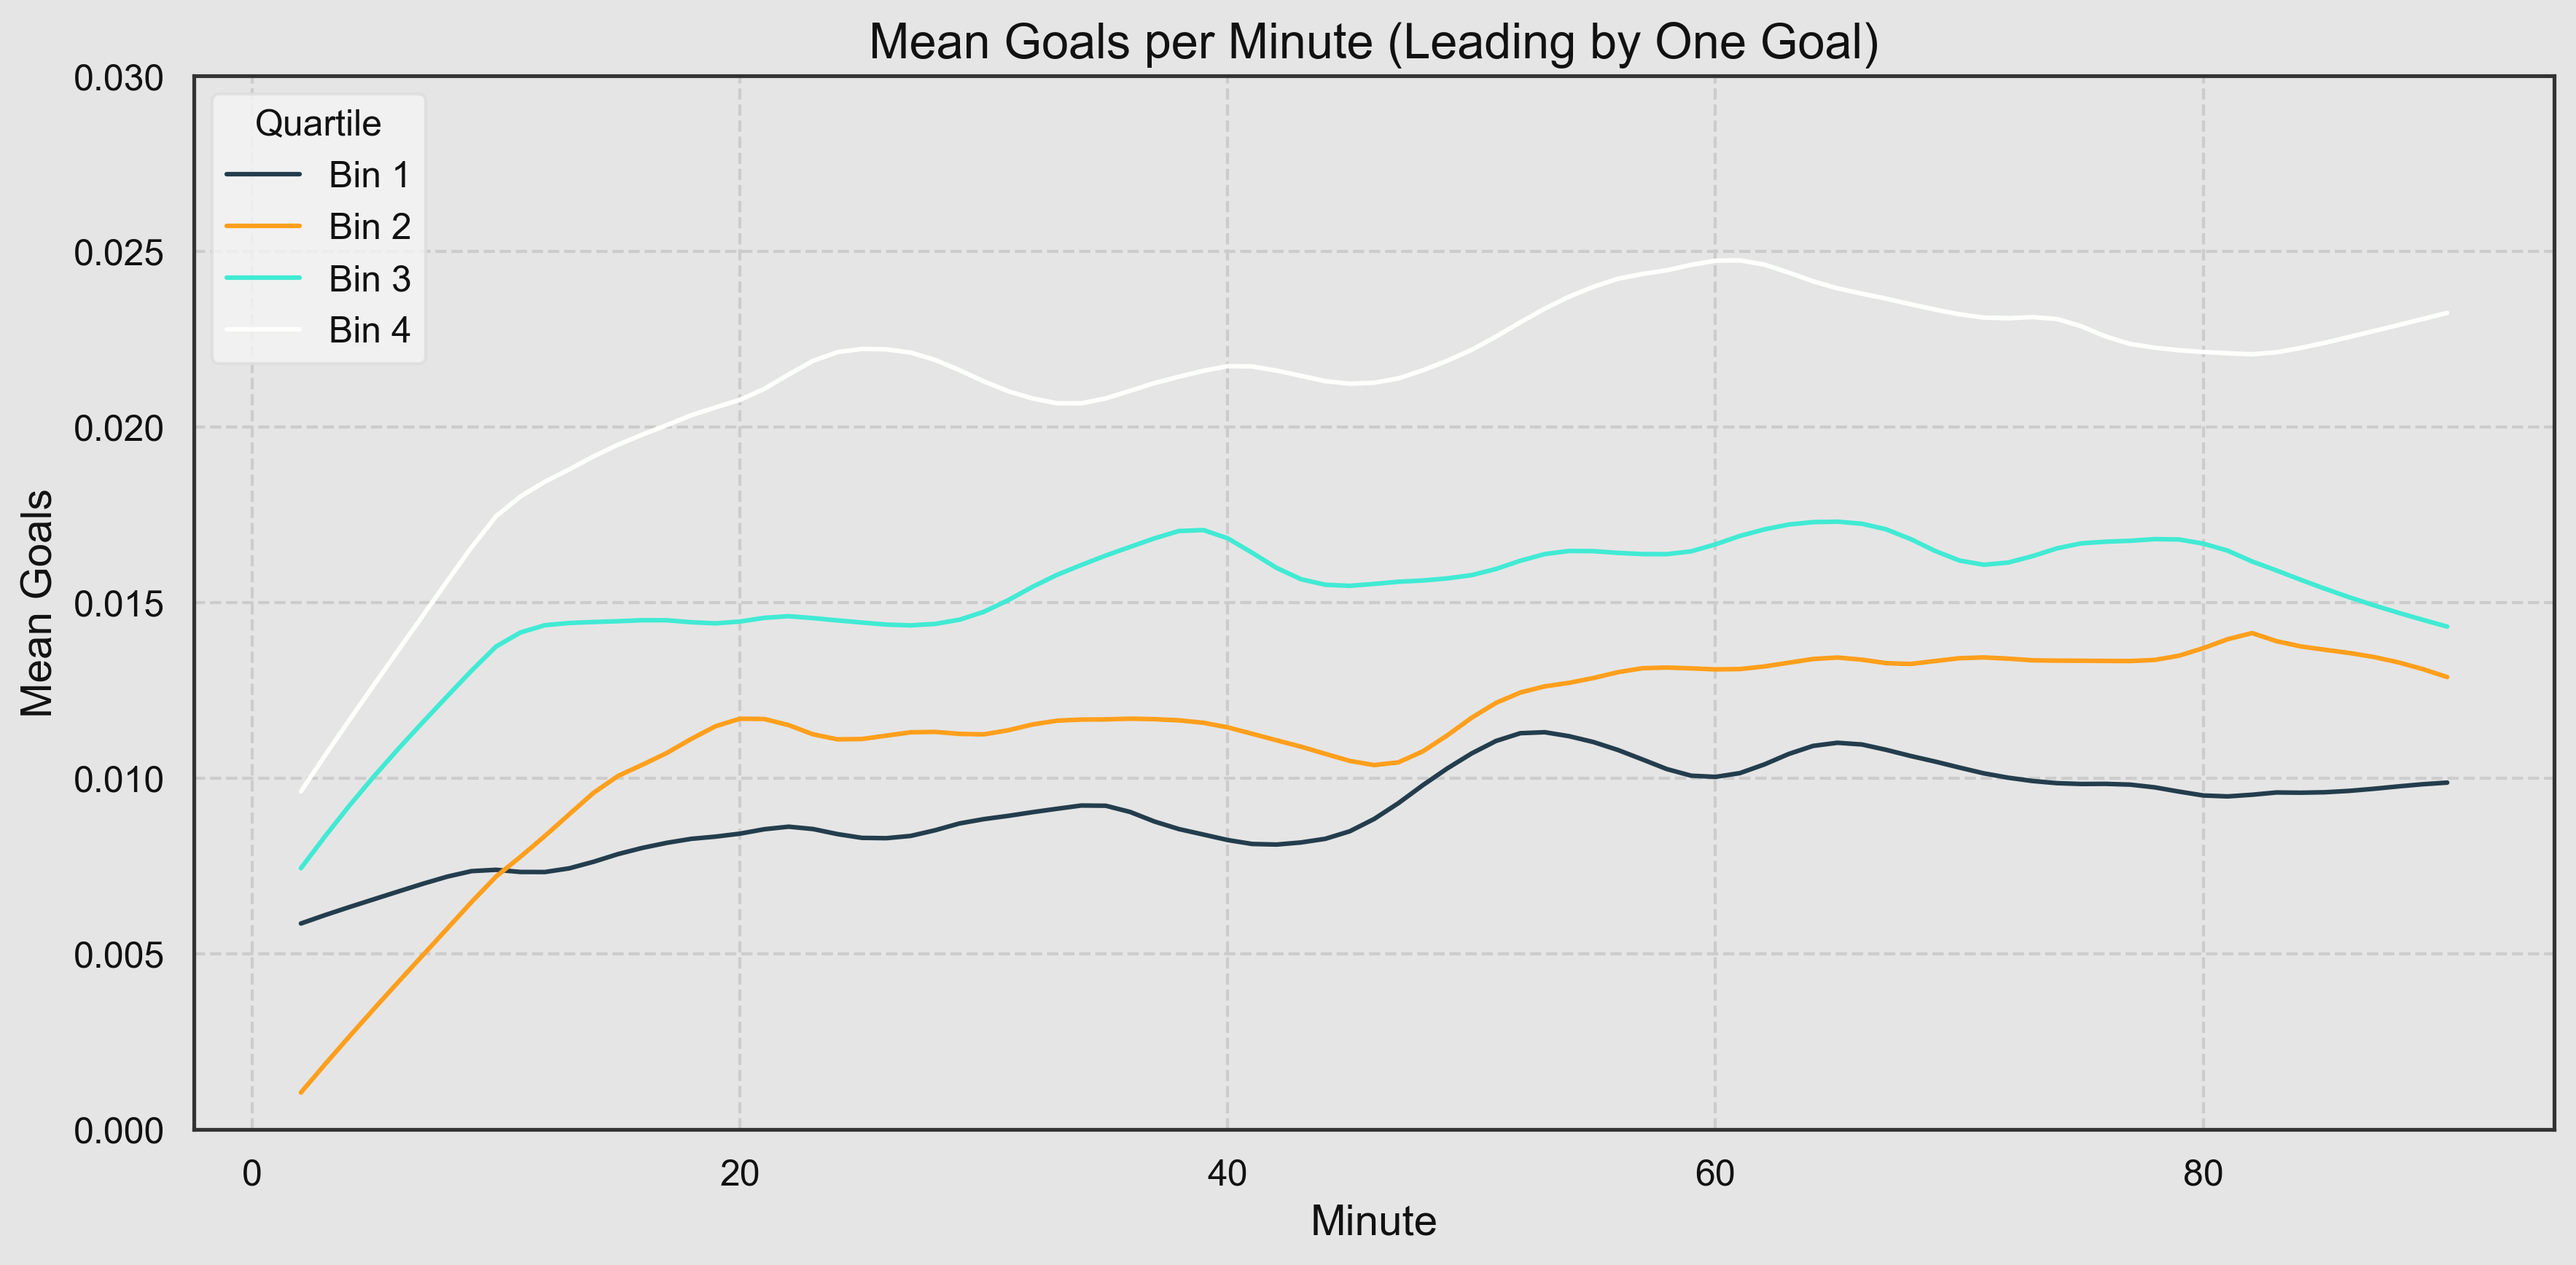 Mean Goals per Minute (Leading by One Goal)
0.030
0.025
0.020
0.015
0.010
0.005
0.000
Mean Goals
Quartile
Bin 1
Bin 2
Bin 3
Bin 4
0 20 40 60 80
Minute